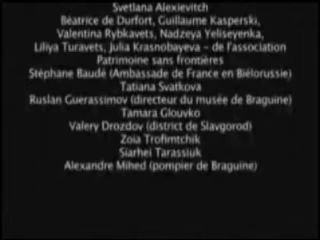 Svetlana Alexievitch
Béatrice de Durfort, Guillaume Kasperski,
Valentina Rybkavets, Nadzeya Yeliseyenka,
Liliya Turavets, Julia Krasnobayeva - de l'association
Patrimoine sans frontières
Stéphane Baudé (Ambassade de France en Biélorussie)
Tatiana Svatkova
Ruslan Guerassimov (directeur du musée de Braguine)
Tamara Glouvko
Valery Drozdov (district de Slavgorod)
Zoia Trofimtchik
Siarhei Tarassiuk
Alexandre Mihed (pompier de Braguine)